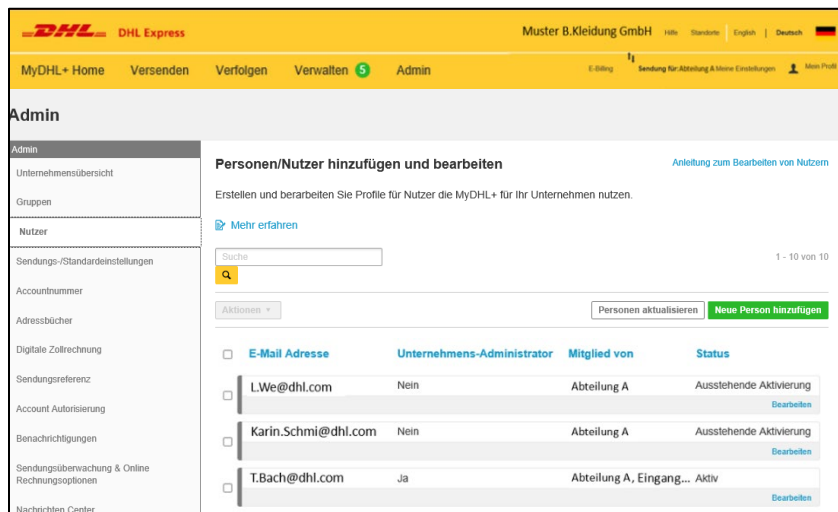 DHL DHL Express Muster B.Kleidung GmbH Hilfe Standorte English | Deutsch
MyDHL+ Home Versenden Verfolgen Verwalten 5 Admin E-Billing Sendung für:Abteilung A Meine Einstellungen Mein Profil
Admin
Admin
Unternehmensübersicht
Gruppen
Nutzer
Sendungs-/Standardeinstellungen
Accountnummer
Adressbücher
Digitale Zollrechnung
Sendungsreferenz
Account Autorisierung
Benachrichtigungen
Sendungsüberwachung & Online
Rechnungsoptionen
Nachrichten Center
Personen/Nutzer hinzufügen und bearbeiten Anleitung zum Bearbeiten von Nutzern
Erstellen und berarbeiten Sie Profile für Nutzer die MyDHL+ für Ihr Unternehmen nutzen.
Mehr erfahren
Suche 1 - 10 von 10
Aktionen Personen aktualisieren Neue Person hinzufügen
E-Mail Adresse Unternehmens-Administrator Mitglied von Status
L.We@dhl.com Nein Abteilung A Ausstehende Aktivierung
Bearbeiten
Karin.Schmi@dhl.com Nein Abteilung A Ausstehende Aktivierung
Bearbeiten
T.Bach@dhl.com Ja Abteilung A, Eingang... Aktiv
Bearbeiten